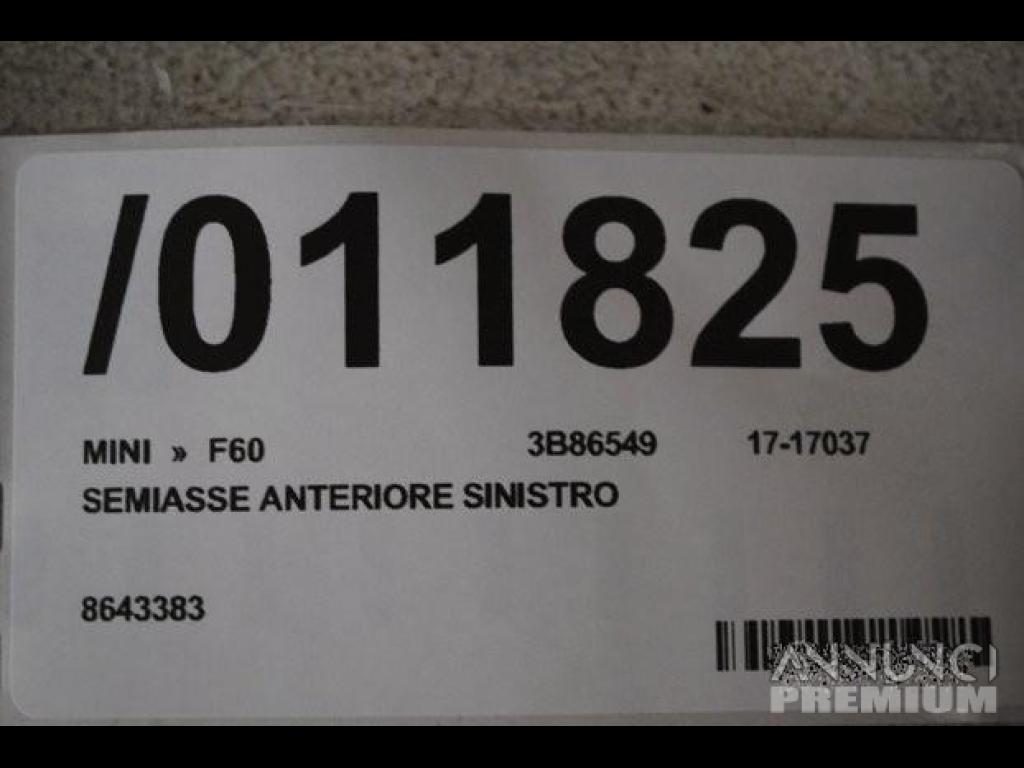 /011825
MINI » F60 3B86549 17-17037
SEMIASSE ANTERIORE SINISTRO
8643383
ANNUNCI
PREMIUM